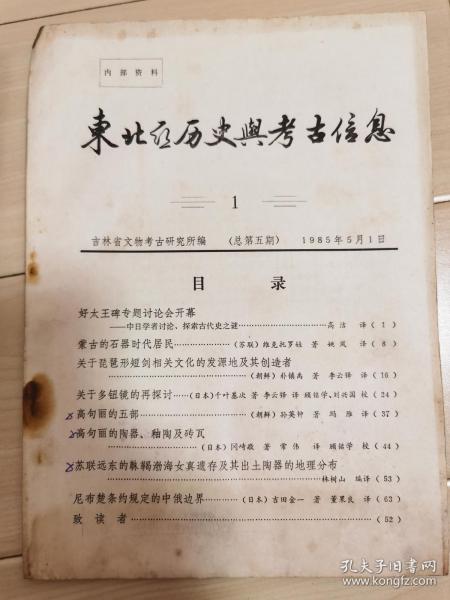 内部资料
東北亚历史與考古信息
1
吉林省文物考古研究所编 (总第五期) 1985年5月1日
目 录
好太王碑专题讨论会开幕
——中日学者讨论、探索古代史之谜……高洁 译(1)
蒙古的石器时代居民……(苏联)维克托罗娃 著 姚凤 译(8)
关于琵琶形短剑相关文化的发源地及其创造者
……(朝鲜)朴镇禹 著 李云铎 译(16)
关于多钮镜的再探讨……(日本)千叶基次 著 李云铎 译 顾铭学、刘兴国 校(24)
高句丽的五部……(朝鲜)孙英钟 著 冯雅 译(37)
高句丽的陶器、釉陶及砖瓦
……(日本)冈崎敬 著 常伟 译 顾铭学 校(44)
苏联远东的靺鞨渤海女真遗存及其出土陶器的地理分布
……林树山 编译(53)
尼布楚条约规定的中俄边界……(日本)吉田金一 著 董果良 译(63)
致读者……(52)
孔夫子旧书网
www.kongfz.com